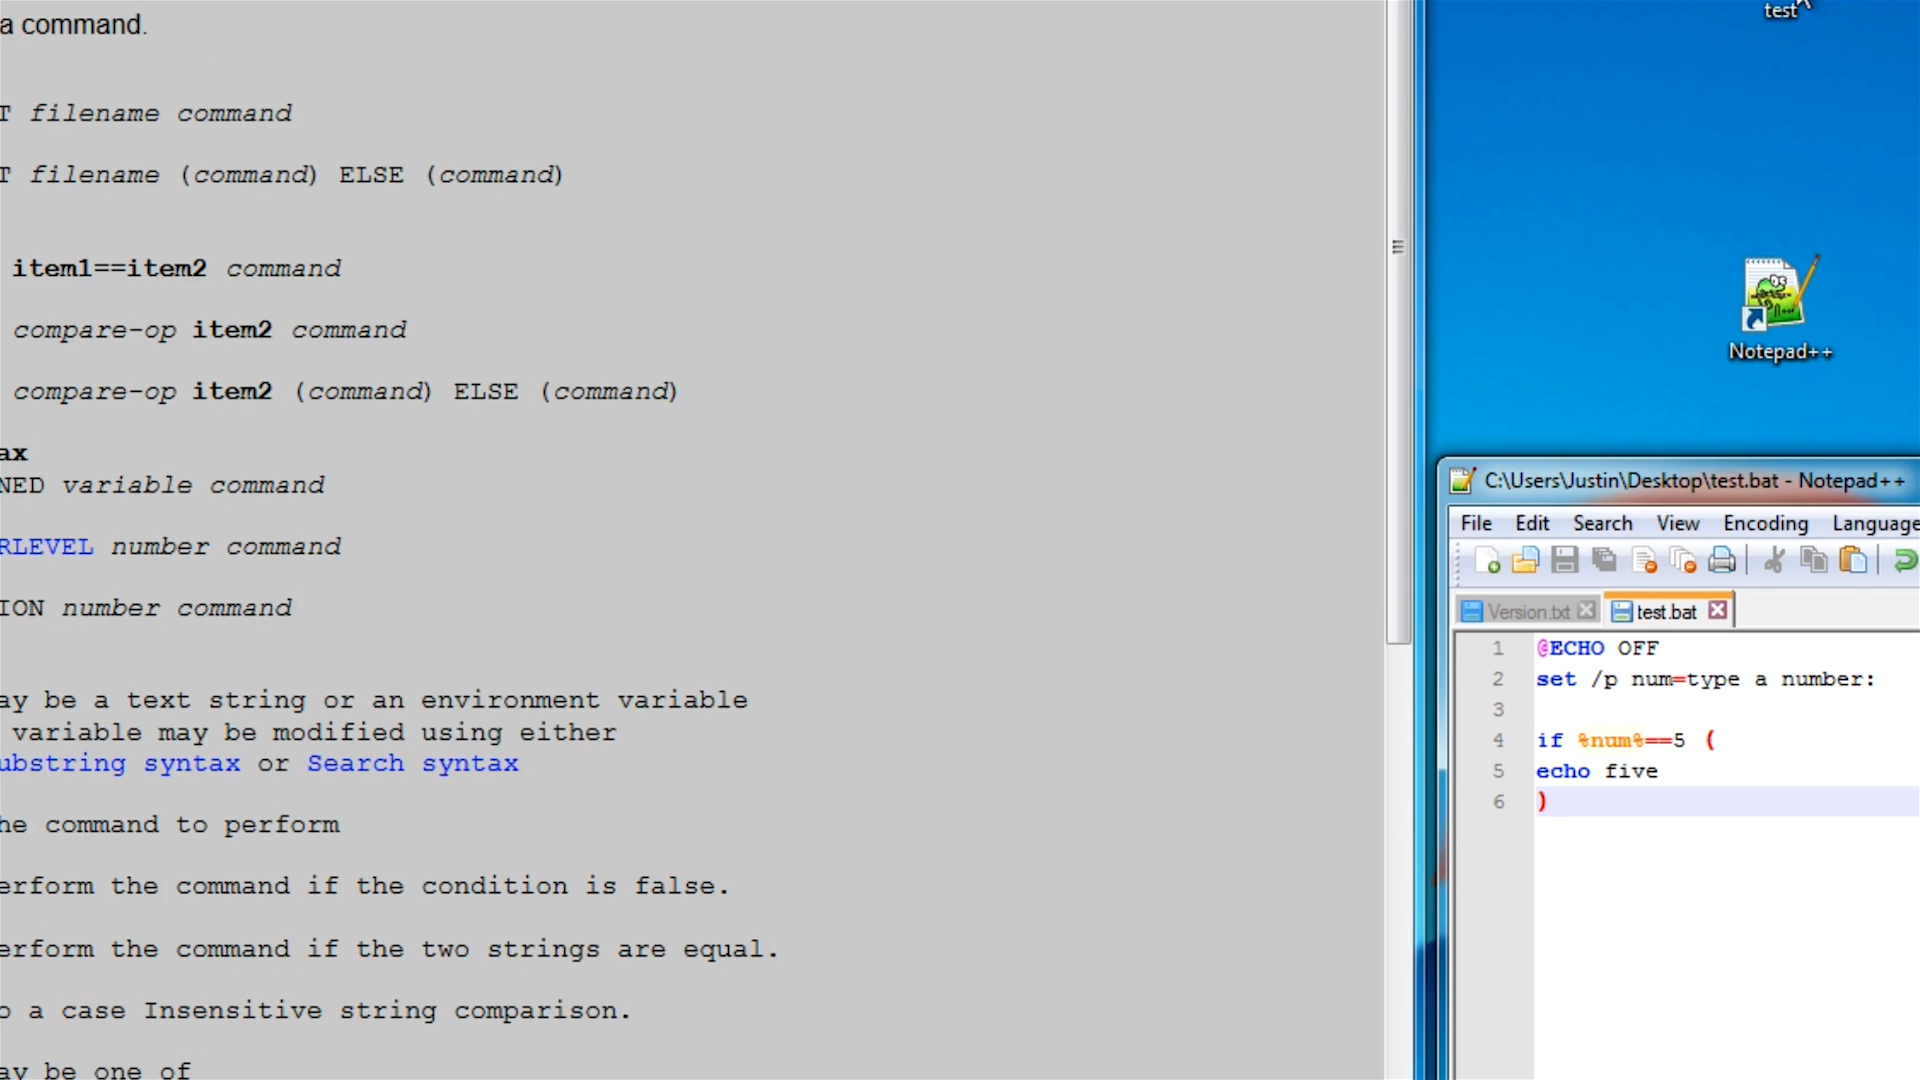 a command.
T filename command
T filename (command) ELSE (command)
item1==item2 command
compare-op item2 command
compare-op item2 (command) ELSE (command)
ax
NED variable command
RLEVEL number command
ION number command
ay be a text string or an environment variable
variable may be modified using either
ubstring syntax or Search syntax
he command to perform
erform the command if the condition is false.
erform the command if the two strings are equal.
o a case Insensitive string comparison.
ay be one of
test
Notepad++
C:\Users\Justin\Desktop\test.bat - Notepad++
File Edit Search View Encoding Language
Version.txt test.bat
1 @ECHO OFF
2 set /p num=type a number:
3
4 if %num%==5 (
5 echo five
6 )